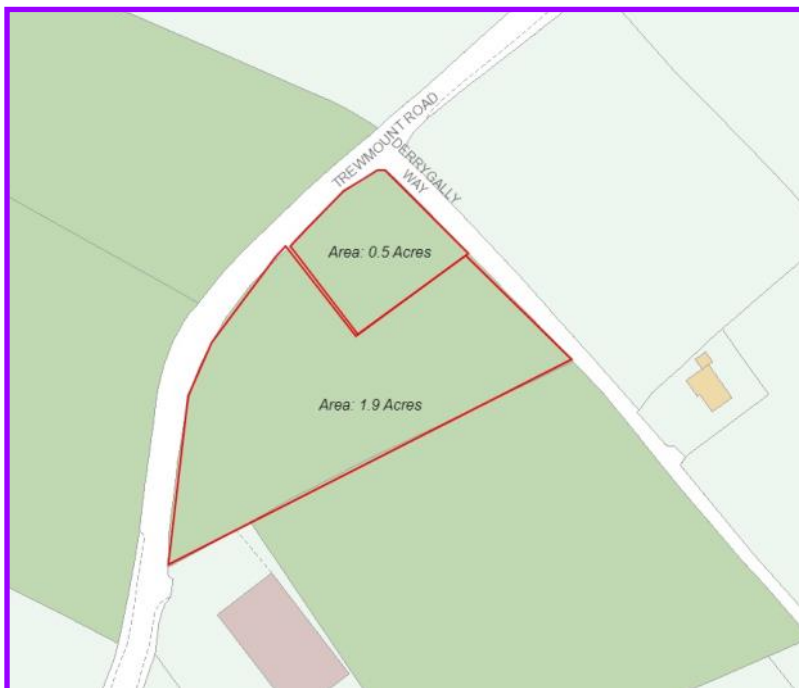 TREWMOUNT ROAD
DERRYGALLY
WAY
Area: 0.5 Acres
Area: 1.9 Acres